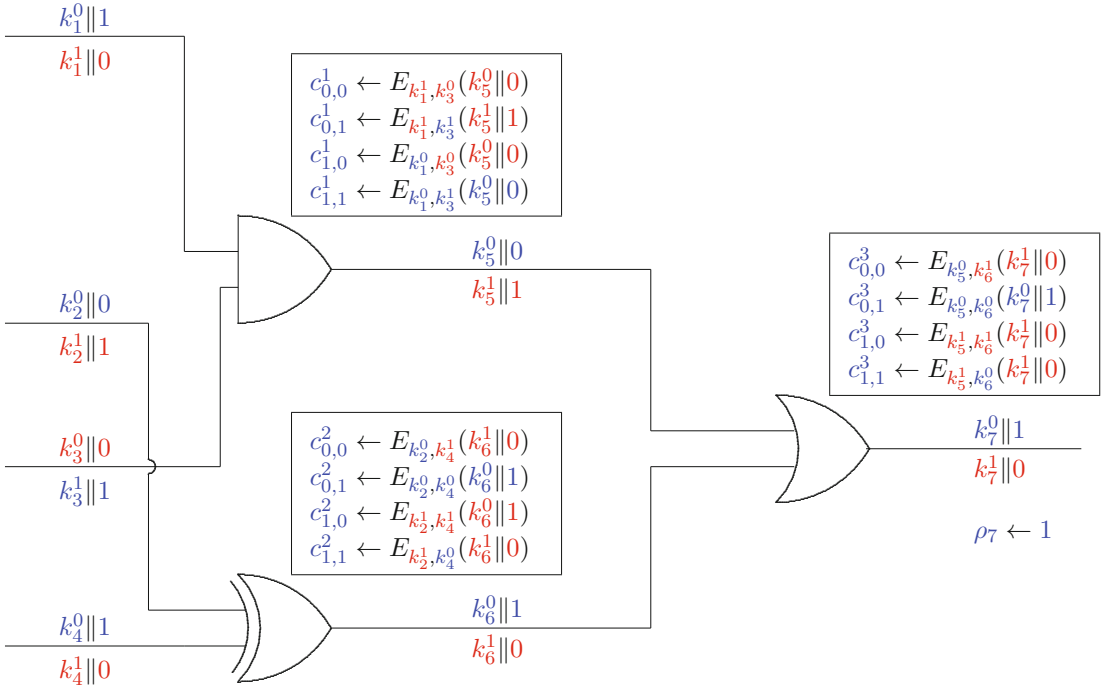 k_1^0‖1
k_1^1‖0
c_{0,0}^1 ← E_{k_1^1,k_3^0}(k_5^0‖0)
c_{0,1}^1 ← E_{k_1^1,k_3^1}(k_5^1‖1)
c_{1,0}^1 ← E_{k_1^0,k_3^0}(k_5^0‖0)
c_{1,1}^1 ← E_{k_1^0,k_3^1}(k_5^0‖0)
k_5^0‖0
k_5^1‖1
c_{0,0}^3 ← E_{k_5^0,k_6^1}(k_7^1‖0)
c_{0,1}^3 ← E_{k_5^0,k_6^0}(k_7^0‖1)
c_{1,0}^3 ← E_{k_5^1,k_6^1}(k_7^1‖0)
c_{1,1}^3 ← E_{k_5^1,k_6^0}(k_7^1‖0)
k_2^0‖0
k_2^1‖1
k_3^0‖0
k_3^1‖1
c_{0,0}^2 ← E_{k_2^0,k_4^1}(k_6^1‖0)
c_{0,1}^2 ← E_{k_2^0,k_4^0}(k_6^0‖1)
c_{1,0}^2 ← E_{k_2^1,k_4^1}(k_6^0‖1)
c_{1,1}^2 ← E_{k_2^1,k_4^0}(k_6^1‖0)
k_7^0‖1
k_7^1‖0
ρ_7 ← 1
k_4^0‖1
k_4^1‖0
k_6^0‖1
k_6^1‖0